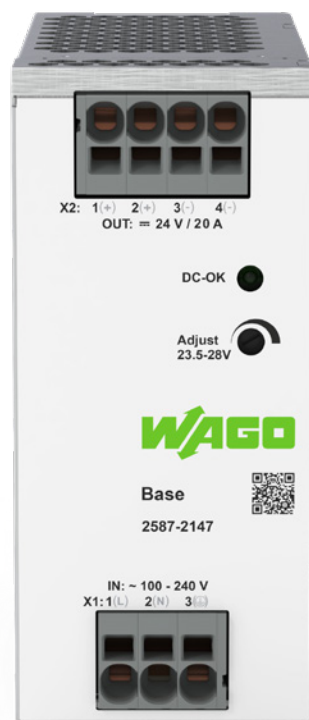 X2: 1(+) 2(+) 3(-) 4(-)
OUT: ⎓ 24 V / 20 A
DC-OK
Adjust
23.5-28V
WAGO
Base
2587-2147
IN: ~ 100 - 240 V
X1: 1(L) 2(N) 3(⏚)